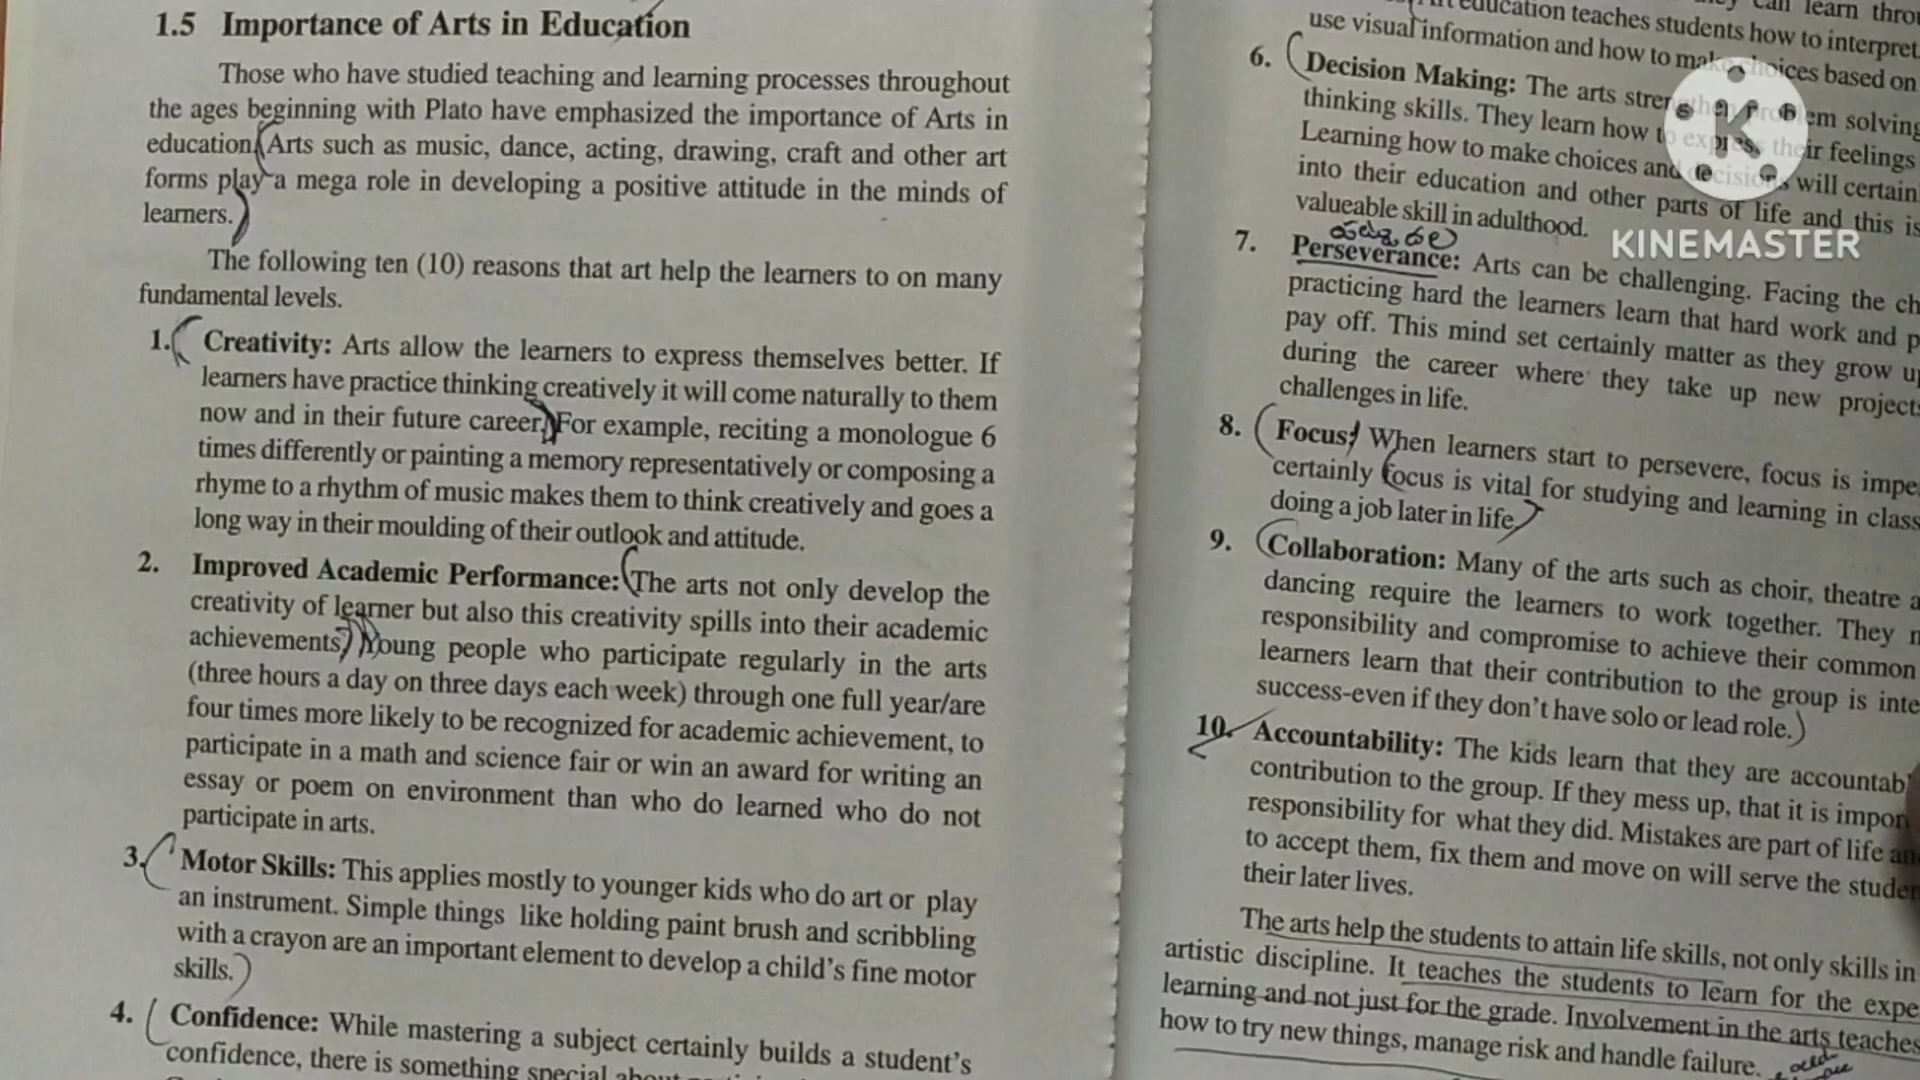 1.5 Importance of Arts in Education
Those who have studied teaching and learning processes throughout
the ages beginning with Plato have emphasized the importance of Arts in
education. Arts such as music, dance, acting, drawing, craft and other art
forms play a mega role in developing a positive attitude in the minds of
learners.
The following ten (10) reasons that art help the learners to on many
fundamental levels.
1. Creativity: Arts allow the learners to express themselves better. If
learners have practice thinking creatively it will come naturally to them
now and in their future career. For example, reciting a monologue 6
times differently or painting a memory representatively or composing a
rhyme to a rhythm of music makes them to think creatively and goes a
long way in their moulding of their outlook and attitude.
2. Improved Academic Performance: The arts not only develop the
creativity of learner but also this creativity spills into their academic
achievements. Young people who participate regularly in the arts
(three hours a day on three days each week) through one full year/are
four times more likely to be recognized for academic achievement, to
participate in a math and science fair or win an award for writing an
essay or poem on environment than who do learned who do not
participate in arts.
3. Motor Skills: This applies mostly to younger kids who do art or play
an instrument. Simple things like holding paint brush and scribbling
with a crayon are an important element to develop a child's fine motor
skills.
4. Confidence: While mastering a subject certainly builds a student's
confidence, there is something special about
can learn
education teaches students how to interpret
use visual information and how to make choices based on
6. Decision Making: The arts strengthen problem solving
thinking skills. They learn how to express their feelings
Learning how to make choices and decisions will certain
into their education and other parts of life and this is
valueable skill in adulthood.
7. Perseverance: Arts can be challenging. Facing the ch
practicing hard the learners learn that hard work and p
pay off. This mind set certainly matter as they grow up
during the career where they take up new projects
challenges in life.
8. Focus: When learners start to persevere, focus is impe
certainly focus is vital for studying and learning in class
doing a job later in life.
9. Collaboration: Many of the arts such as choir, theatre a
dancing require the learners to work together. They
responsibility and compromise to achieve their common
learners learn that their contribution to the group is inte
success-even if they don't have solo or lead role.
10. Accountability: The kids learn that they are accountab
contribution to the group. If they mess up, that it is impor
responsibility for what they did. Mistakes are part of life an
to accept them, fix them and move on will serve the studen
their later lives.
The arts help the students to attain life skills, not only skills in
artistic discipline. It teaches the students to learn for the expe
learning and not just for the grade. Involvement in the arts teaches
how to try new things, manage risk and handle failure.
KINEMASTER